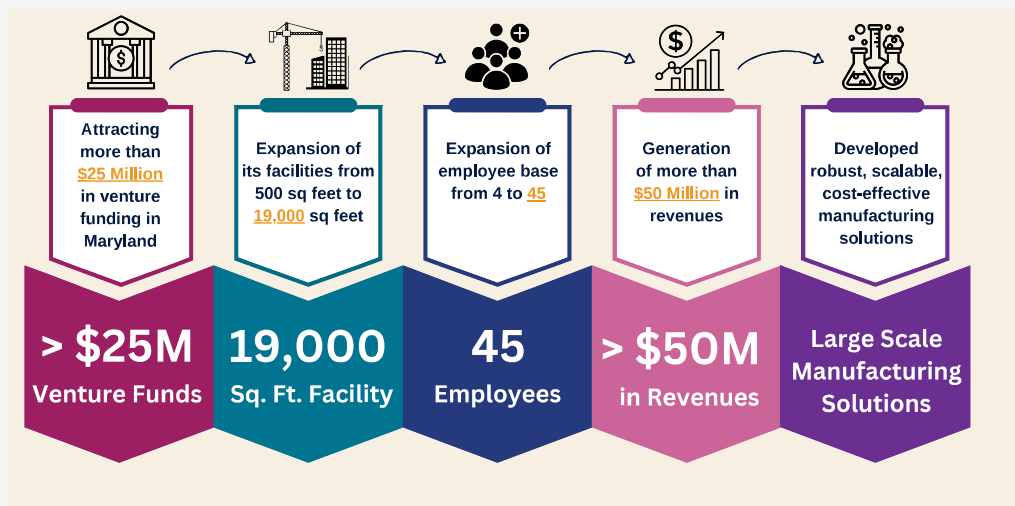 $
$
Attracting
more than
$25 Million
in venture
funding in
Maryland
Expansion of
its facilities from
500 sq feet to
19,000 sq feet
Expansion of
employee base
from 4 to 45
Generation
of more than
$50 Million in
revenues
Developed
robust, scalable,
cost-effective
manufacturing
solutions
> $25M
Venture Funds
19,000
Sq. Ft. Facility
45
Employees
> $50M
in Revenues
Large Scale
Manufacturing
Solutions